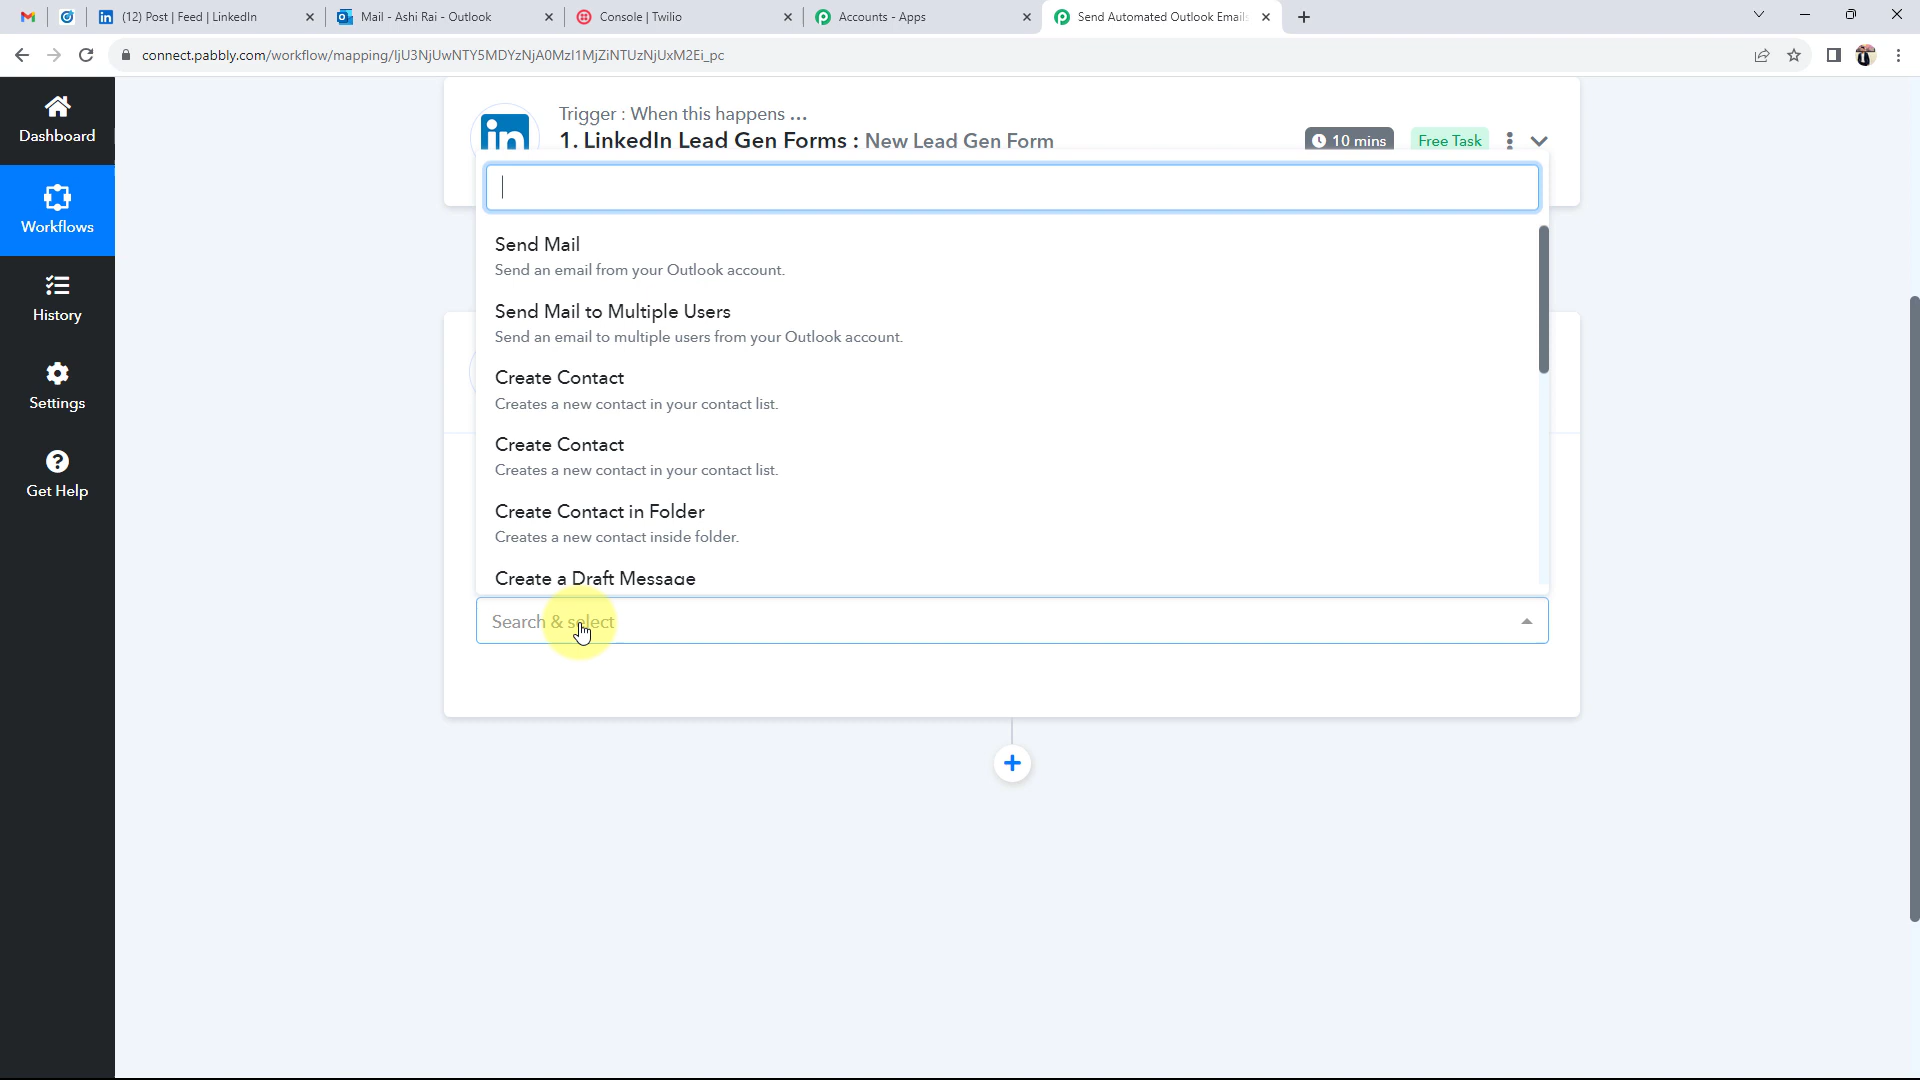 (12) Post | Feed | LinkedIn
Mail - Ashi Rai - Outlook
Console | Twilio
Accounts - Apps
Send Automated Outlook Emails
connect.pabbly.com/workflow/mapping/IjU3NjUwNTY5MDYzNjA0MzI1MjZiNTUzNjUxM2Ei_pc
Dashboard
Workflows
History
Settings
Get Help
Trigger : When this happens ...
1. LinkedIn Lead Gen Forms : New Lead Gen Form
10 mins
Free Task
Send Mail
Send an email from your Outlook account.
Send Mail to Multiple Users
Send an email to multiple users from your Outlook account.
Create Contact
Creates a new contact in your contact list.
Create Contact
Creates a new contact in your contact list.
Create Contact in Folder
Creates a new contact inside folder.
Create a Draft Message
Search & select